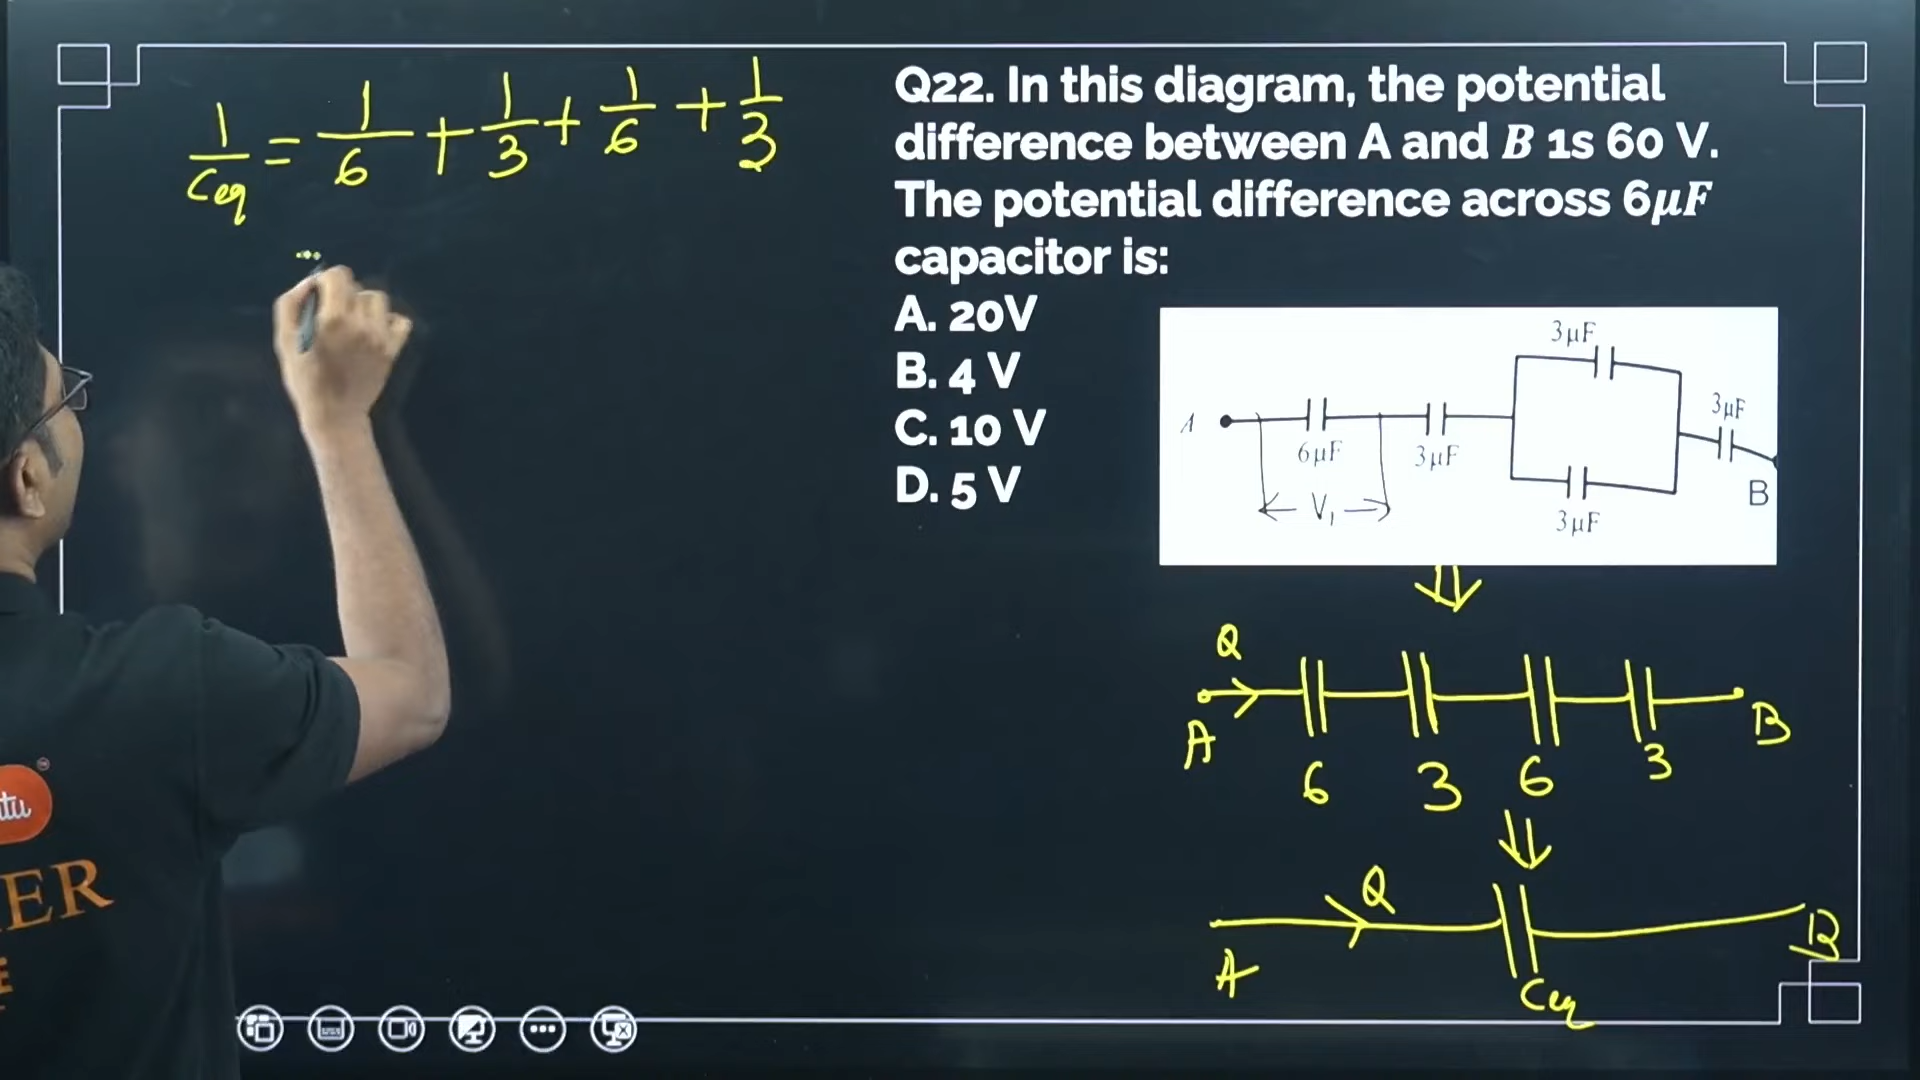 1/Ceq = 1/6 + 1/3 + 1/6 + 1/3
Q22. In this diagram, the potential
difference between A and B 1s 60 V.
The potential difference across 6μF
capacitor is:
A. 20V
B. 4 V
C. 10 V
D. 5 V
3μF
A
6μF
3μF
3μF
B
V₁
3μF
Q
A
B
6
3
6
3
Q
A
B
Ceq
tu
ER